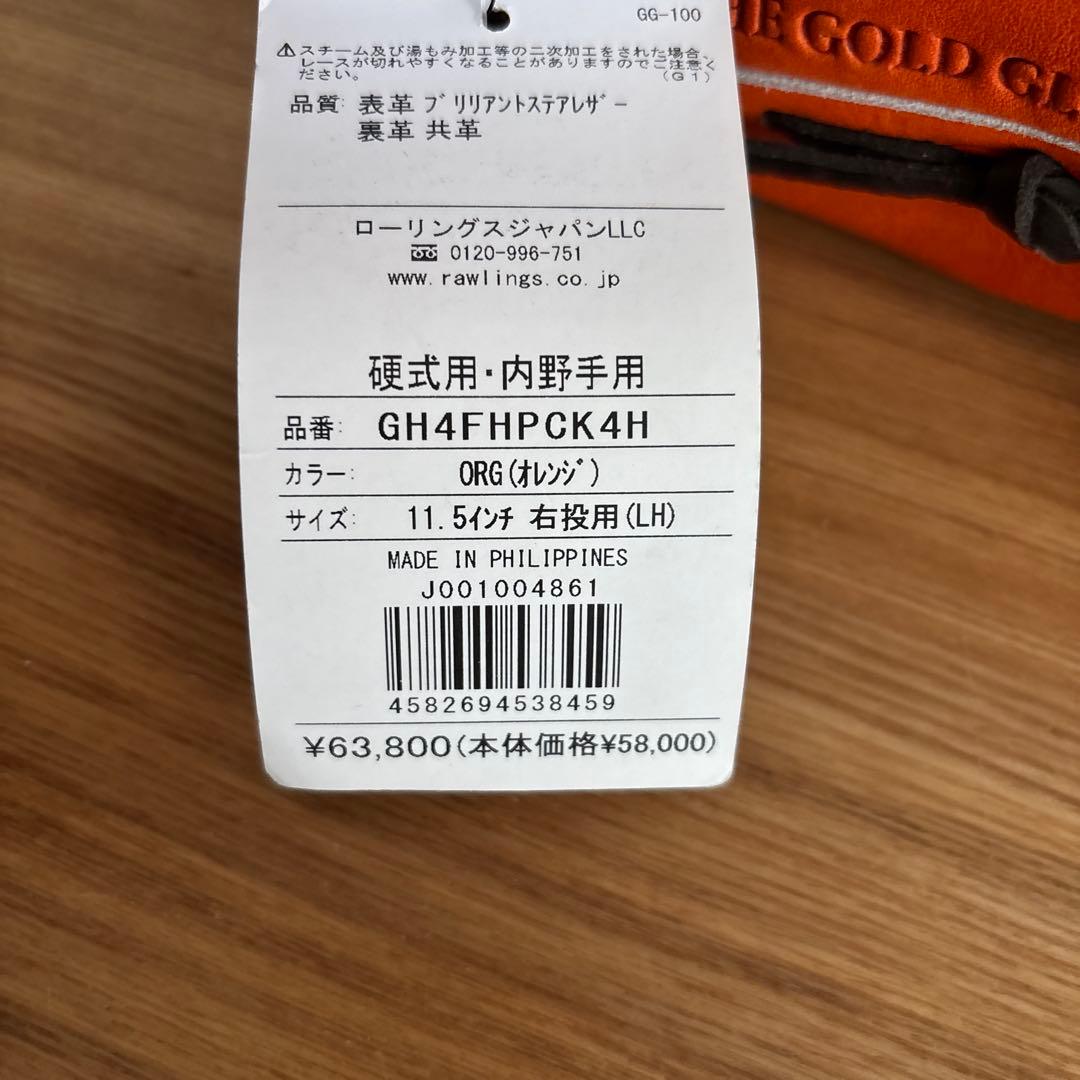 GG-100
⚠スチーム及び湯もみ加工等の二次加工をされた場合、
レースが切れやすくなることがありますのでご注意く
ださい。 (G1)
品質: 表革 ブリリアントステアレザー
裏革 共革
ローリングスジャパンLLC
0120-996-751
www.rawlings.co.jp
硬式用・内野手用
品番: GH4FHPCK4H
カラー: ORG(オレンジ)
サイズ: 11.5インチ 右投用(LH)
MADE IN PHILIPPINES
J001004861
4582694538459
¥63,800(本体価格¥58,000)
GOLD